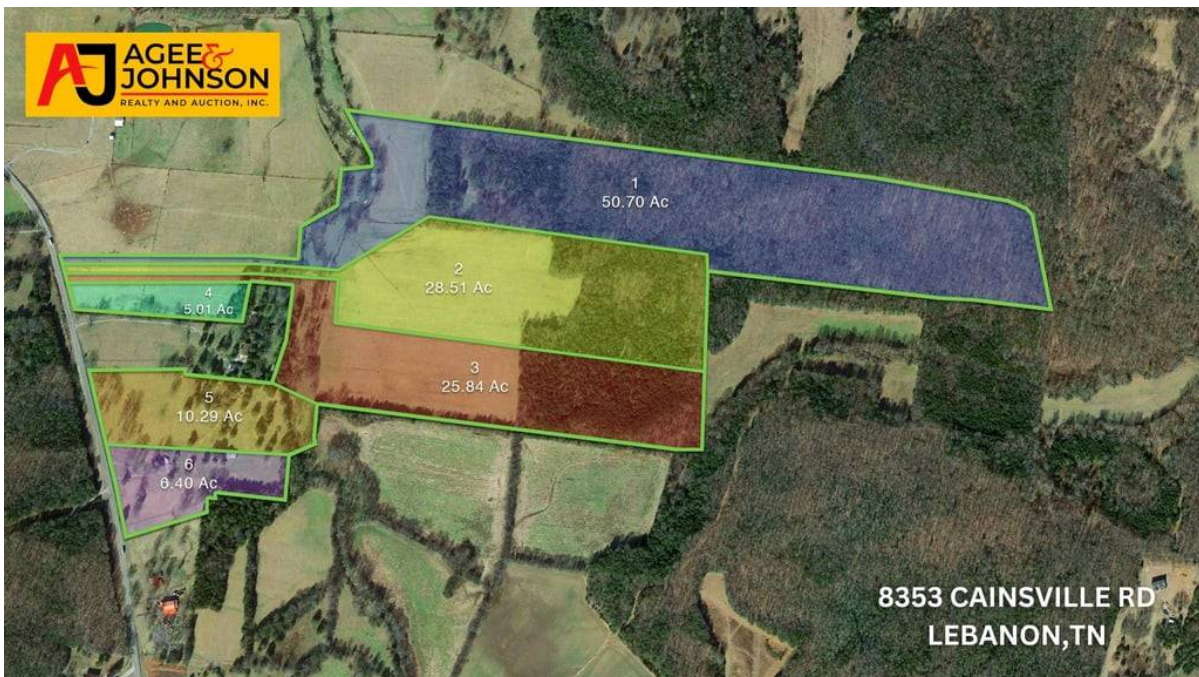 AJ AGEE &
JOHNSON
REALTY AND AUCTION, INC.
1
50.70 Ac
2
28.51 Ac
4
5.01 Ac
3
25.84 Ac
5
10.29 Ac
6
6.40 Ac
8353 CAINSVILLE RD
LEBANON,TN